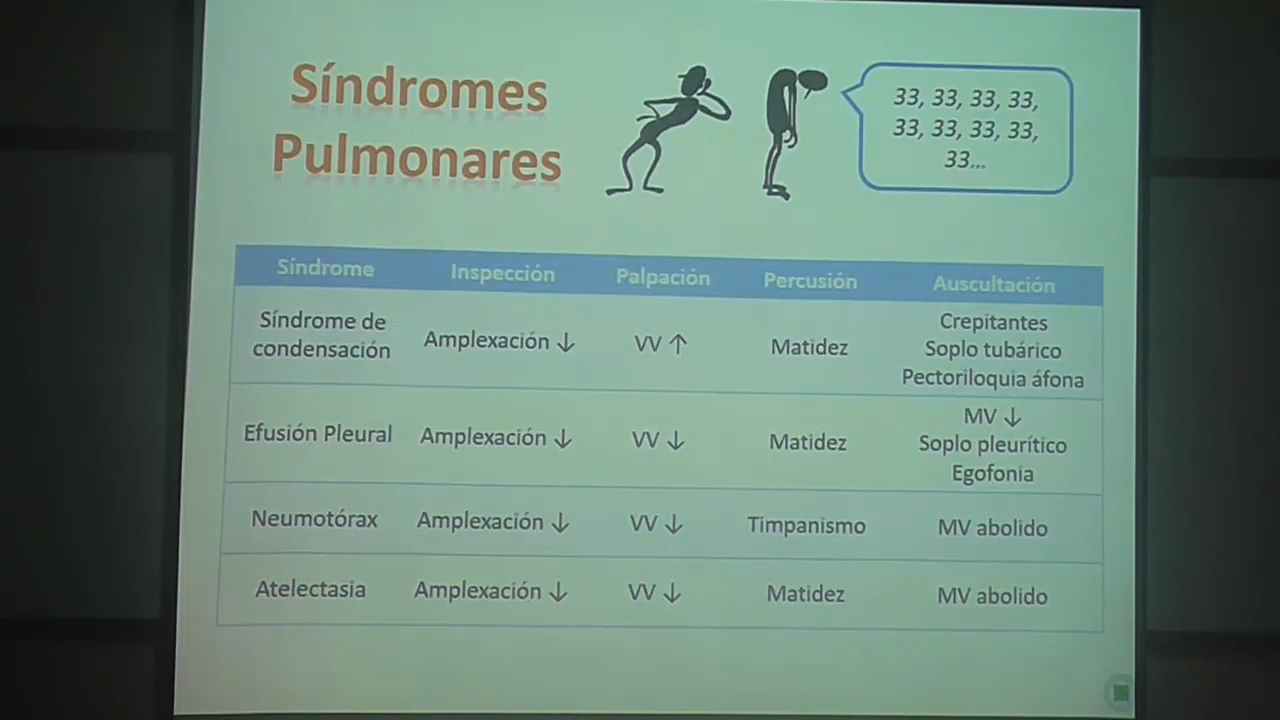 Síndromes
Pulmonares
33, 33, 33, 33,
33, 33, 33, 33,
33...
Síndrome Inspección Palpación Percusión Auscultación
Síndrome de
condensación
Amplexación ↓
VV ↑
Matidez
Crepitantes
Soplo tubárico
Pectoriloquia áfona
Efusión Pleural
Amplexación ↓
VV ↓
Matidez
MV ↓
Soplo pleurítico
Egofonia
Neumotórax Amplexación ↓ VV ↓ Timpanismo MV abolido
Atelectasia Amplexación ↓ VV ↓ Matidez MV abolido